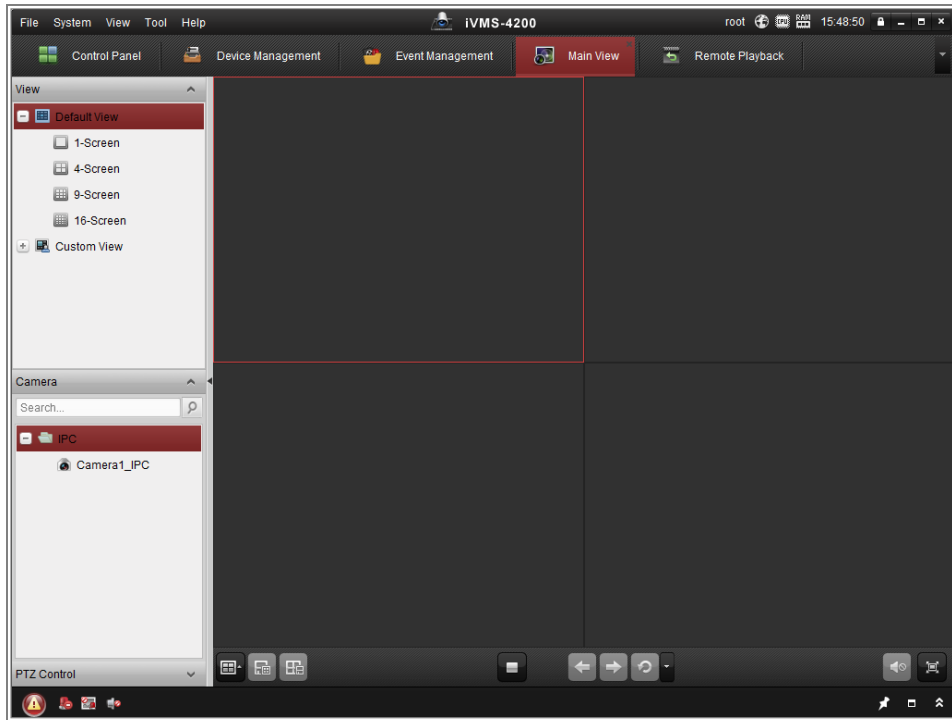 File System View Tool Help iVMS-4200 root CPU RAM 15:48:50
Control Panel Device Management Event Management Main View Remote Playback
View
Default View
1-Screen
4-Screen
9-Screen
16-Screen
Custom View
Camera
Search...
IPC
Camera1_IPC
PTZ Control